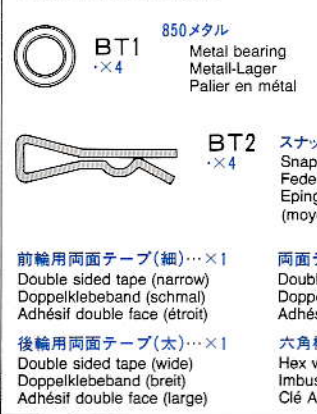 850メタル
BT1
Metal bearing
·×4
Metall-Lager
Palier en métal
BT2
·×4
Snap
(moy
前輪用両面テープ(細)…×1
Double sided tape (narrow)
Doppelklebeband (schmal)
Adhésif double face (étroit)
後輪用両面テープ(太)…×1
Double sided tape (wide)
Doppelklebeband (breit)
Adhésif double face (large)
スナッ
Fede
Eping
両面
Doubl
Doppe
Adhés
六角
Hex w
Imbus
Clé A